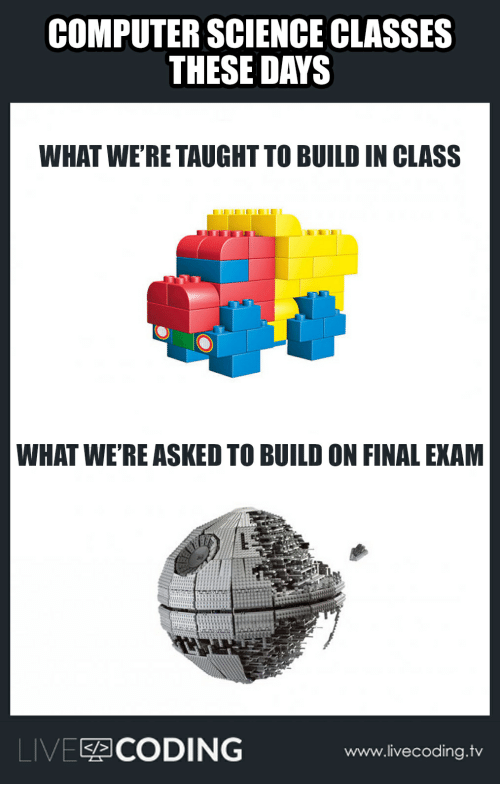 COMPUTER SCIENCE CLASSES
THESE DAYS
WHAT WE'RE TAUGHT TO BUILD IN CLASS
WHAT WE'RE ASKED TO BUILD ON FINAL EXAM
LIVE </> CODING www.livecoding.tv